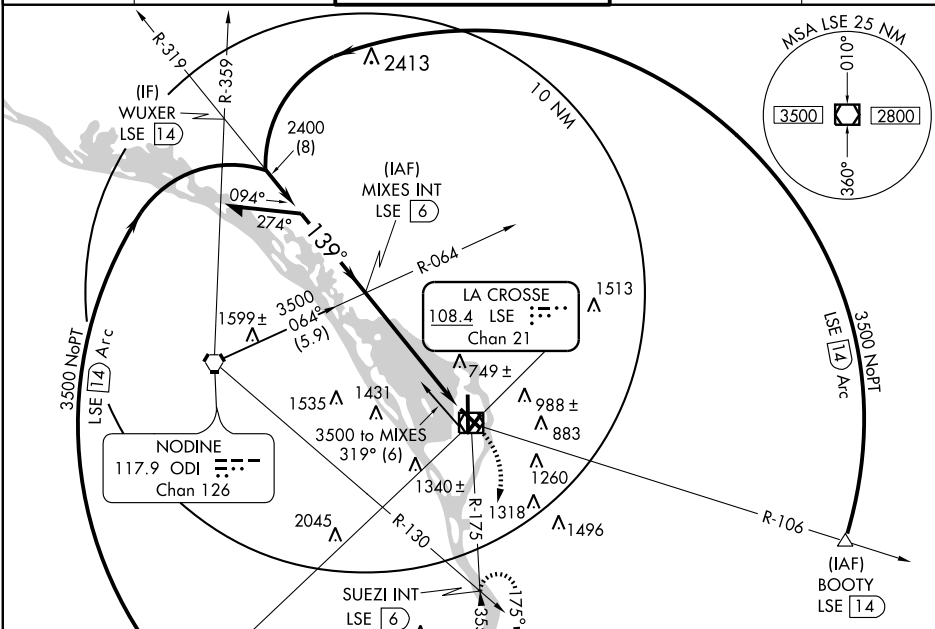 MSA LSE 25 NM
010°
3500
2800
360°
R-319
R-359
2413
10 NM
(IF)
WUXER
LSE 14
2400
(8)
(IAF)
MIXES INT
LSE 6
094°
274°
139°
R-064
3500
064°
(5.9)
1599 ±
LA CROSSE
108.4 LSE
Chan 21
1513
3500 NoPT
LSE 14 Arc
3500 NoPT
LSE 14 Arc
749 ±
1535
1431
988 ±
883
3500 to MIXES
319° (6)
NODINE
117.9 ODI
Chan 126
1340 ±
1260
1318
1496
R-175
R-106
2045
R-130
(IAF)
BOOTY
LSE 14
SUEZI INT
LSE 6
175°